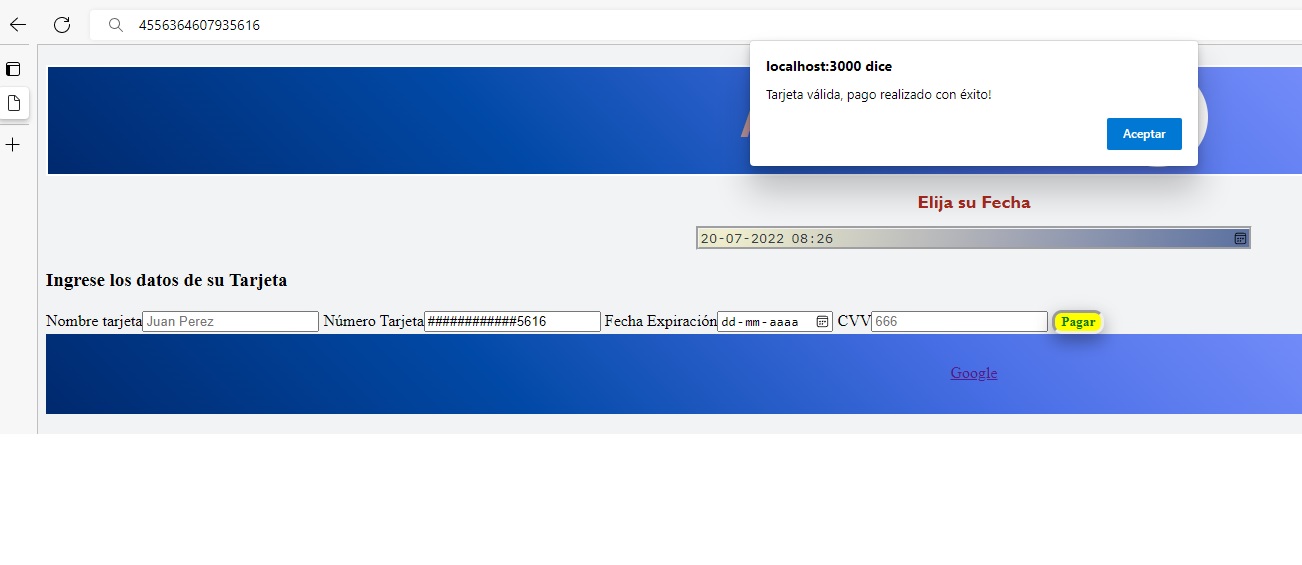 4556364607935616
localhost:3000 dice
Tarjeta válida, pago realizado con éxito!
Aceptar
Elija su Fecha
20-07-2022 08:26
Ingrese los datos de su Tarjeta
Nombre tarjeta Juan Perez Número Tarjeta ############5616 Fecha Expiración dd-mm-aaaa CVV 666 Pagar
Google